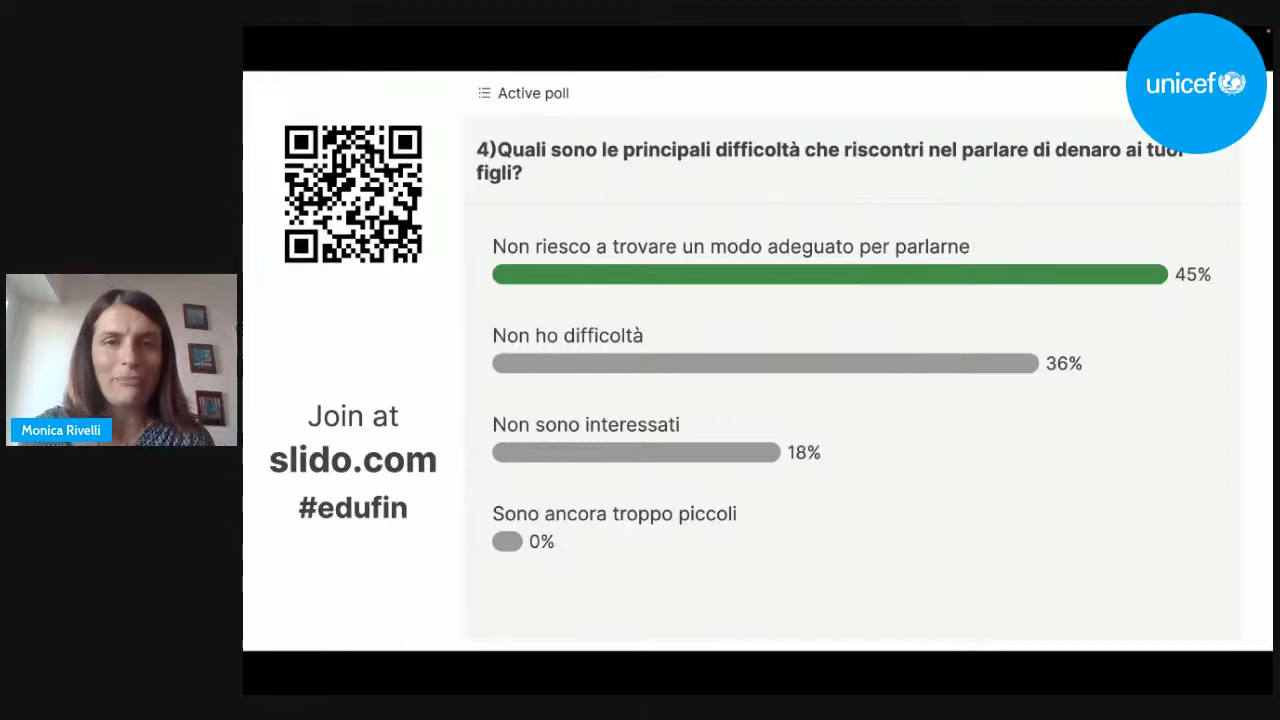 unicef
Active poll
4)Quali sono le principali difficoltà che riscontri nel parlare di denaro ai tuoi
figli?
Non riesco a trovare un modo adeguato per parlarne
45%
Non ho difficoltà
36%
Non sono interessati
18%
Sono ancora troppo piccoli
0%
Join at
slido.com
#edufin
Monica Rivelli